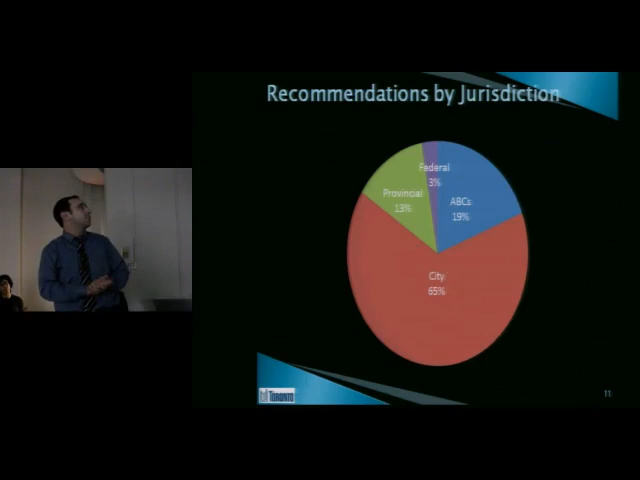 Recommendations by Jurisdiction
Federal
3%
Provincial
13%
ABCs
19%
City
65%
TORONTO
11